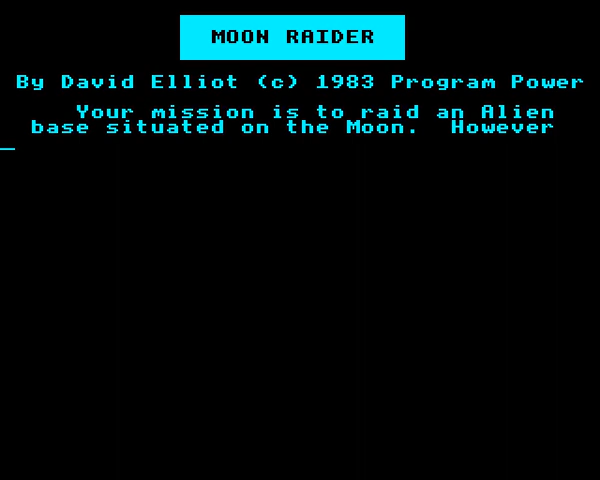 MOON RAIDER
By David Elliot (c) 1983 Program Power
Your mission is to raid an Alien
base situated on the Moon.  However